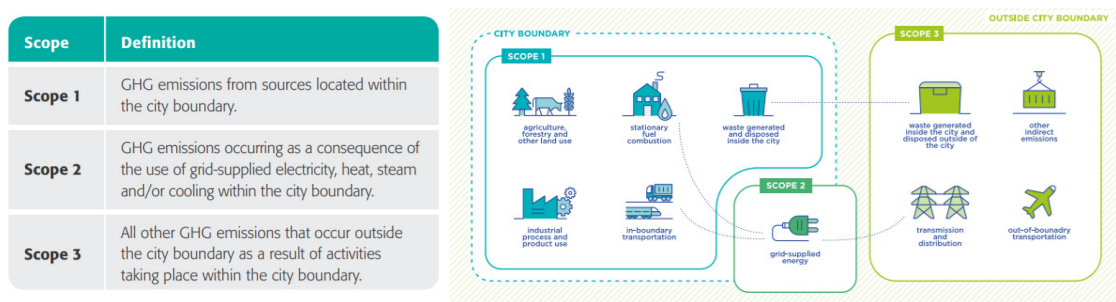 Scope Definition
Scope 1
GHG emissions from sources located within
the city boundary.
Scope 2
GHG emissions occurring as a consequence of
the use of grid-supplied electricity, heat, steam
and/or cooling within the city boundary.
Scope 3
All other GHG emissions that occur outside
the city boundary as a result of activities
taking place within the city boundary.
OUTSIDE CITY BOUNDARY
CITY BOUNDARY
SCOPE 1
agriculture,
forestry and
other land use
stationary
fuel
combustion
waste generated
and disposed
inside the city
industrial
process and
product use
in-boundary
transportation
SCOPE 2
grid-supplied
energy
SCOPE 3
waste generated
inside the city and
disposed outside of
the city
other
indirect
emissions
transmission
and
distribution
out-of-bounadry
transportation